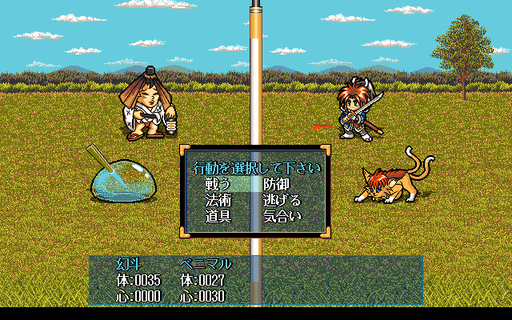 行動を選択して下さい
戦う 防御
法術 逃げる
道具 気合い
幻斗 ベニマル
体:0035 体:0027
心:0000 心:0030